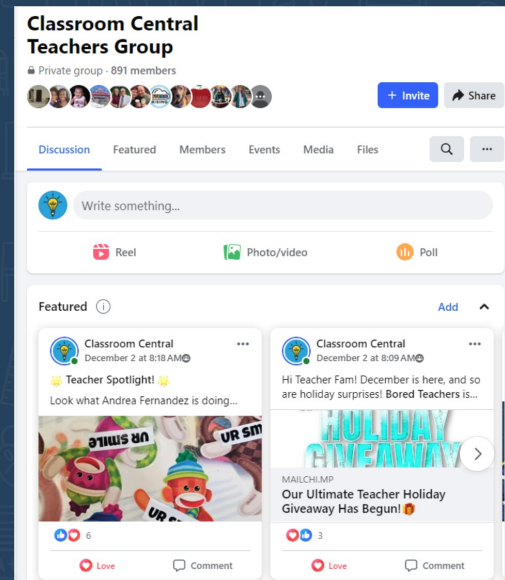 Classroom Central
Teachers Group
Private group · 891 members
+ Invite
Share
Discussion
Featured
Members
Events
Media
Files
Write something...
Reel
Photo/video
Poll
Featured
Add
Classroom Central
December 2 at 8:18 AM
Teacher Spotlight!
Look what Andrea Fernandez is doing...
UR SMILE
UR SM
UR S
6
Love
Comment
Classroom Central
December 2 at 8:09 AM
Hi Teacher Fam! December is here, and so
are holiday surprises! Bored Teachers is...
HOLIDAY
GIVEAWAY
MAILCHI.MP
Our Ultimate Teacher Holiday
Giveaway Has Begun!
3
Love
Comment